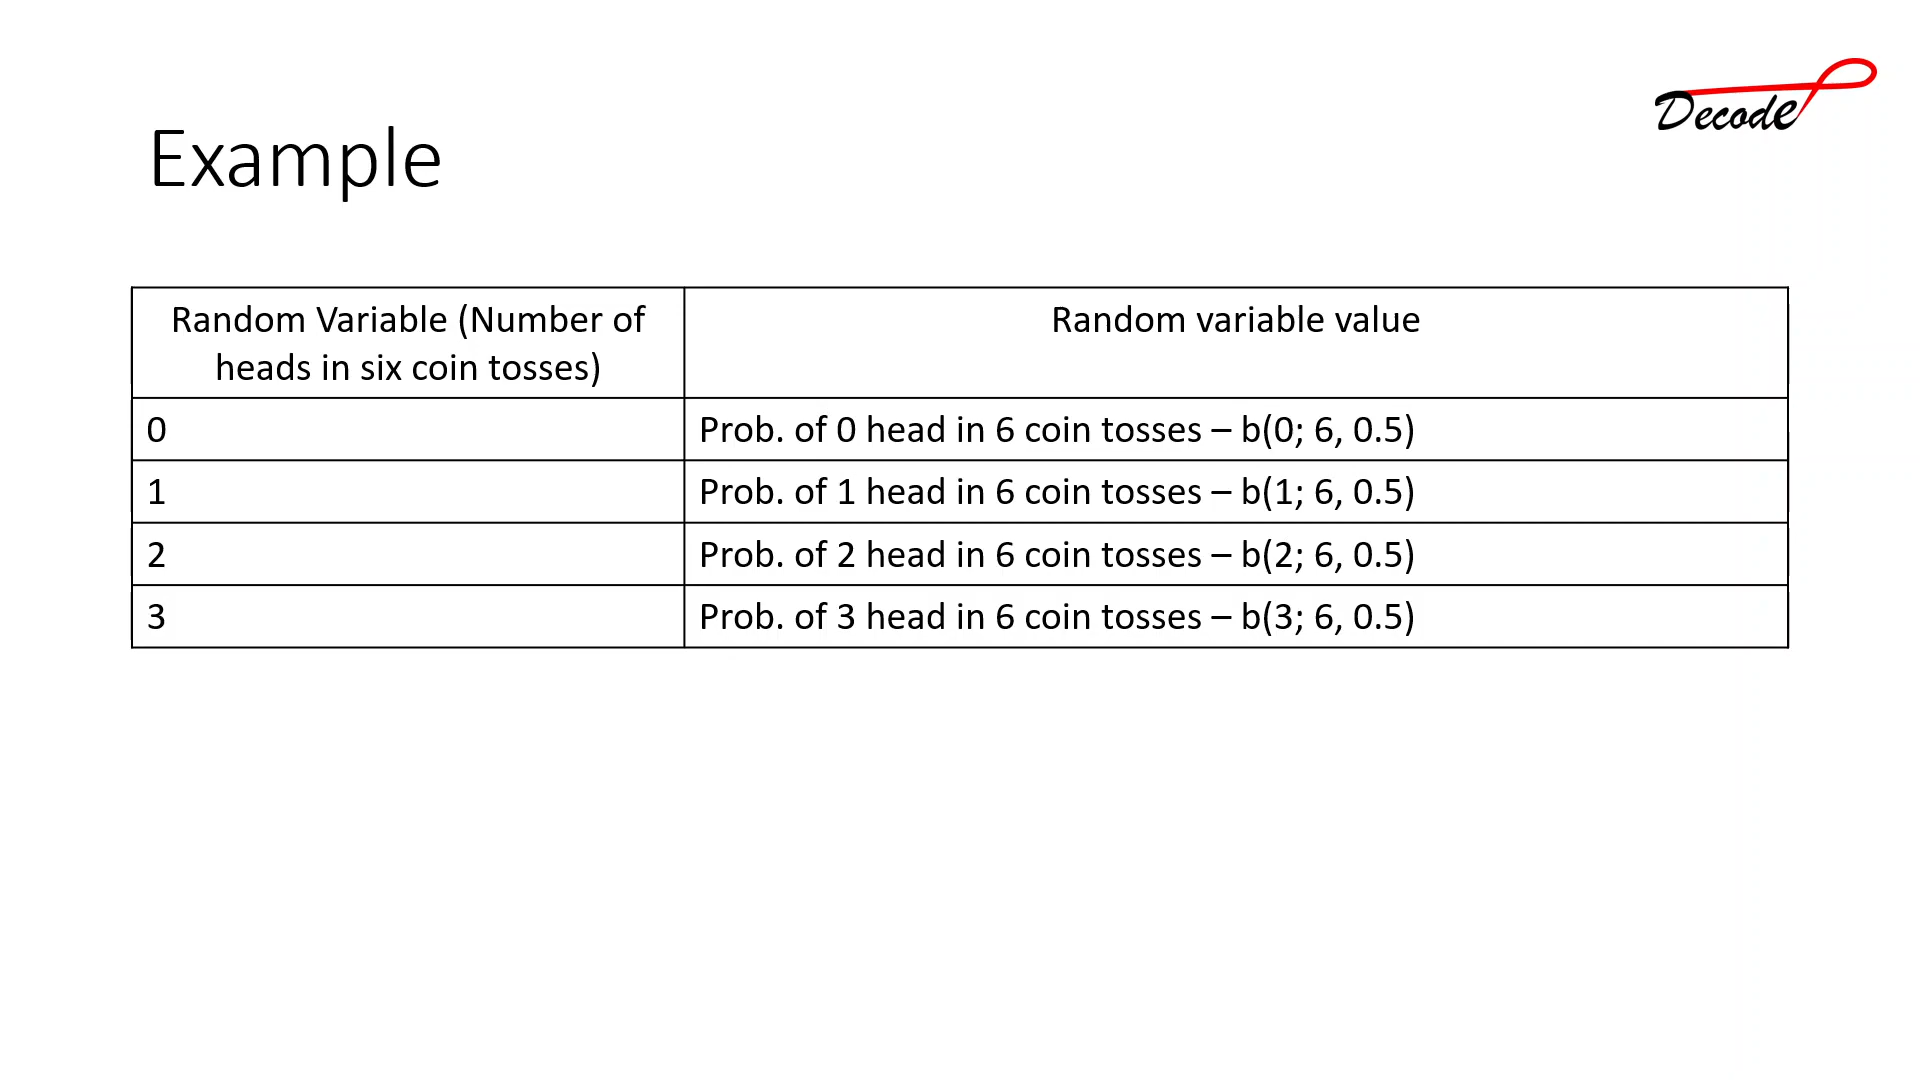 Decode
Example
Random Variable (Number of
heads in six coin tosses)
Random variable value
0
Prob. of 0 head in 6 coin tosses – b(0; 6, 0.5)
1
Prob. of 1 head in 6 coin tosses – b(1; 6, 0.5)
2
Prob. of 2 head in 6 coin tosses – b(2; 6, 0.5)
3
Prob. of 3 head in 6 coin tosses – b(3; 6, 0.5)